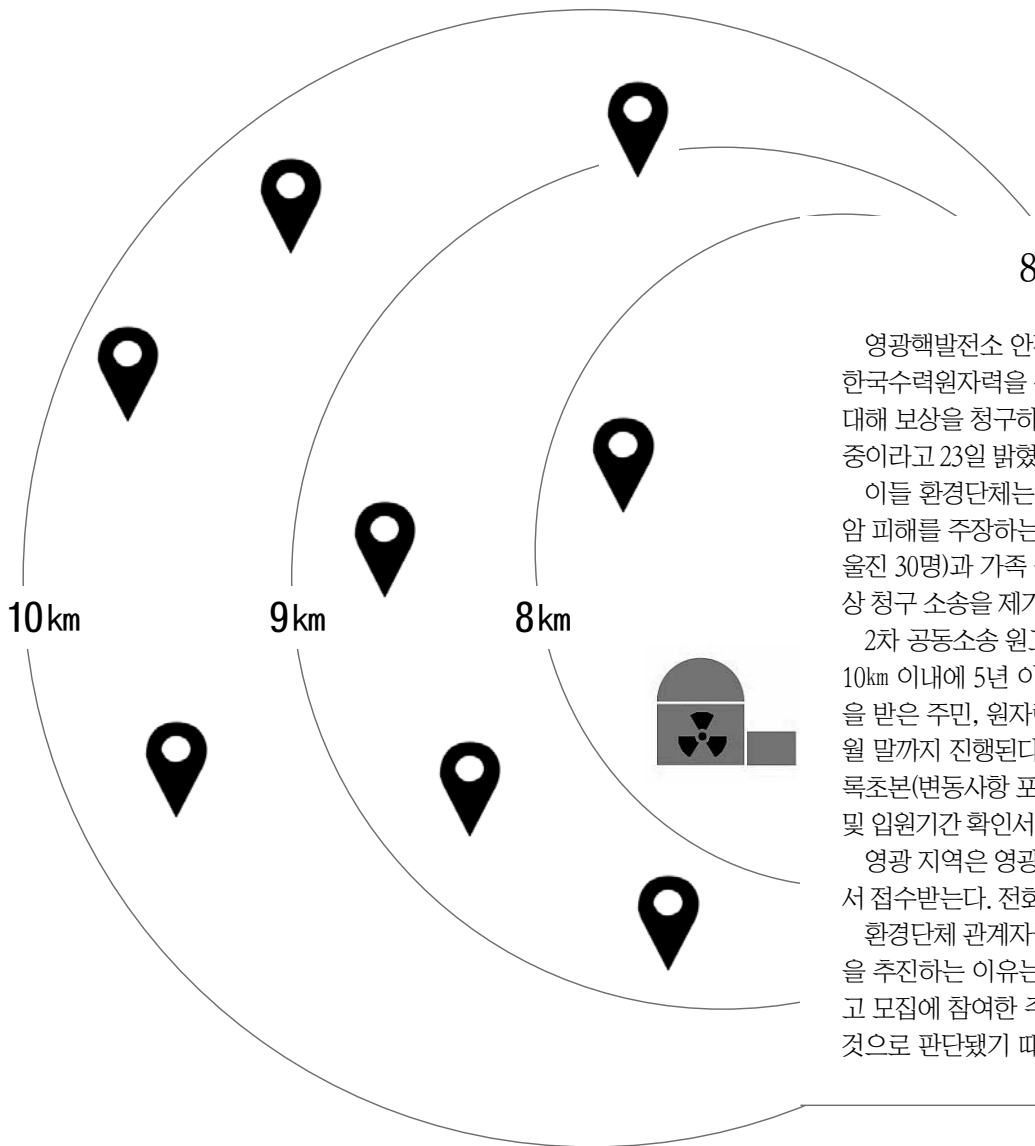 8
영광핵발전소 안
한국수력원자력을
대해 보상을 청구하
중이라고 23일 밝혔
이들 환경단체는
암 피해를 주장하는
울진 30명)과 가족
상 청구 소송을 제기
10㎞
9㎞
8㎞
2차 공동소송 원고
10㎞ 이내에 5년 이
을 받은 주민, 원자력
월 말까지 진행된다
록초본(변동사항 포
및 입원기간 확인서
영광 지역은 영광
서 접수받는다. 전화
환경단체 관계자
을 추진하는 이유는
고 모집에 참여한 주
것으로 판단됐기 때